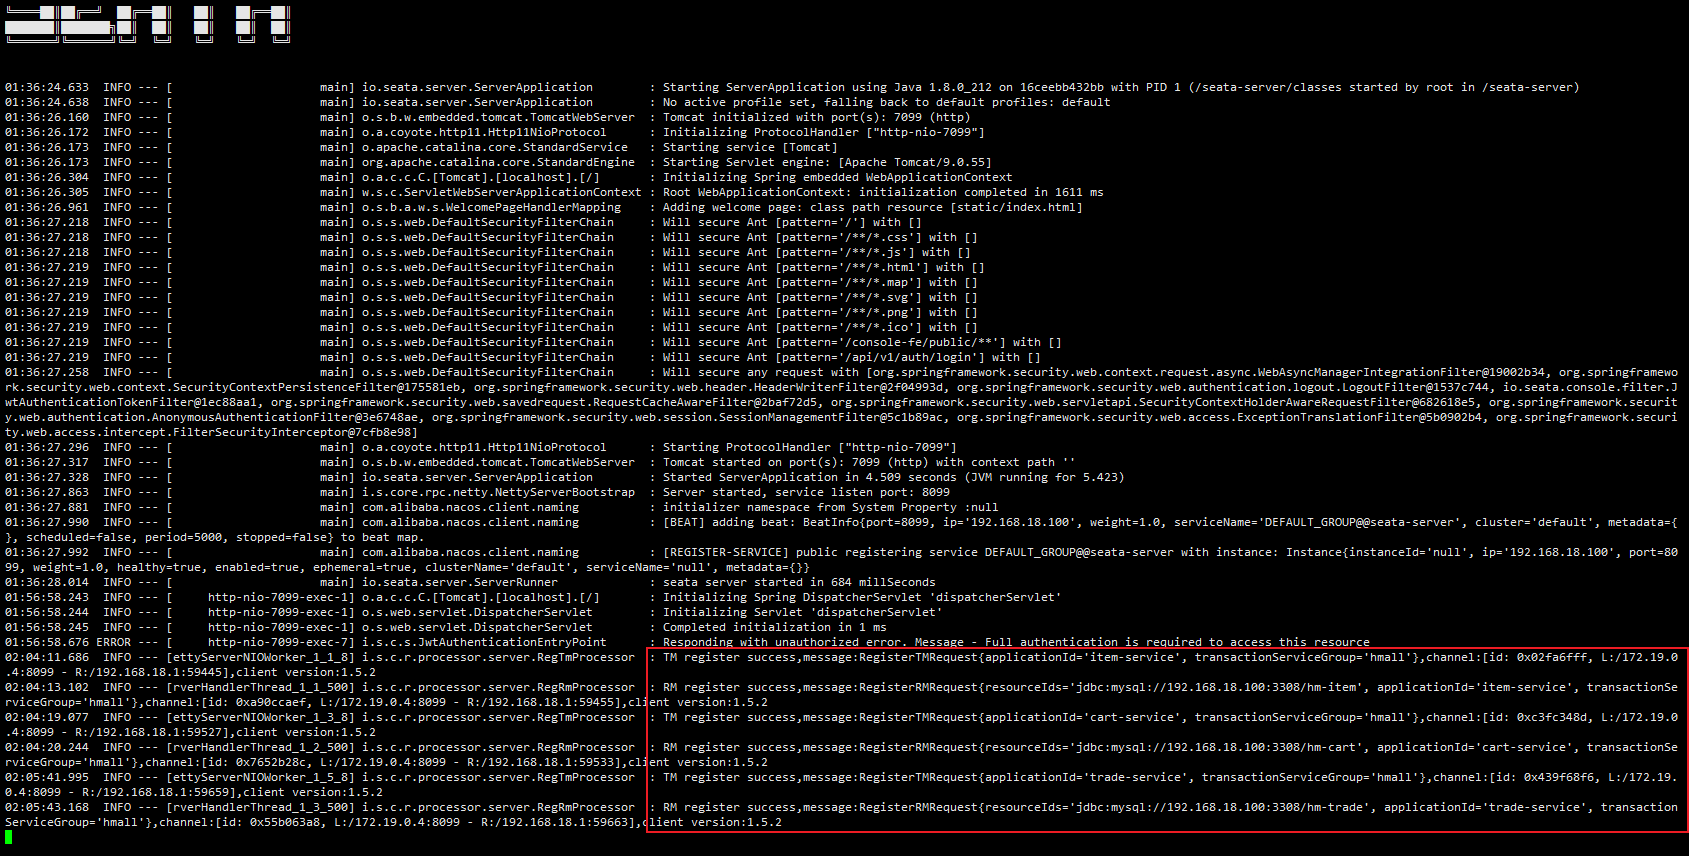 01:36:24.633  INFO --- [                     main] io.seata.server.ServerApplication        : Starting ServerApplication using Java 1.8.0_212 on 16ceebb432bb with PID 1 (/seata-server/classes started by root in /seata-server)
01:36:24.638  INFO --- [                     main] io.seata.server.ServerApplication        : No active profile set, falling back to default profiles: default
01:36:26.160  INFO --- [                     main] o.s.b.w.embedded.tomcat.TomcatWebServer  : Tomcat initialized with port(s): 7099 (http)
01:36:26.172  INFO --- [                     main] o.a.coyote.http11.Http11NioProtocol      : Initializing ProtocolHandler ["http-nio-7099"]
01:36:26.173  INFO --- [                     main] o.apache.catalina.core.StandardService   : Starting service [Tomcat]
01:36:26.173  INFO --- [                     main] org.apache.catalina.core.StandardEngine  : Starting Servlet engine: [Apache Tomcat/9.0.55]
01:36:26.304  INFO --- [                     main] o.a.c.c.C.[Tomcat].[localhost].[/]       : Initializing Spring embedded WebApplicationContext
01:36:26.305  INFO --- [                     main] w.s.c.ServletWebServerApplicationContext : Root WebApplicationContext: initialization completed in 1611 ms
01:36:26.961  INFO --- [                     main] o.s.b.a.w.s.WelcomePageHandlerMapping    : Adding welcome page: class path resource [static/index.html]
01:36:27.218  INFO --- [                     main] o.s.s.web.DefaultSecurityFilterChain     : Will secure Ant [pattern='/'] with []
01:36:27.218  INFO --- [                     main] o.s.s.web.DefaultSecurityFilterChain     : Will secure Ant [pattern='/**/*.css'] with []
01:36:27.218  INFO --- [                     main] o.s.s.web.DefaultSecurityFilterChain     : Will secure Ant [pattern='/**/*.js'] with []
01:36:27.219  INFO --- [                     main] o.s.s.web.DefaultSecurityFilterChain     : Will secure Ant [pattern='/**/*.html'] with []
01:36:27.219  INFO --- [                     main] o.s.s.web.DefaultSecurityFilterChain     : Will secure Ant [pattern='/**/*.map'] with []
01:36:27.219  INFO --- [                     main] o.s.s.web.DefaultSecurityFilterChain     : Will secure Ant [pattern='/**/*.svg'] with []
01:36:27.219  INFO --- [                     main] o.s.s.web.DefaultSecurityFilterChain     : Will secure Ant [pattern='/**/*.png'] with []
01:36:27.219  INFO --- [                     main] o.s.s.web.DefaultSecurityFilterChain     : Will secure Ant [pattern='/**/*.ico'] with []
01:36:27.219  INFO --- [                     main] o.s.s.web.DefaultSecurityFilterChain     : Will secure Ant [pattern='/console-fe/public/**'] with []
01:36:27.219  INFO --- [                     main] o.s.s.web.DefaultSecurityFilterChain     : Will secure Ant [pattern='/api/v1/auth/login'] with []
01:36:27.258  INFO --- [                     main] o.s.s.web.DefaultSecurityFilterChain     : Will secure any request with [org.springframework.security.web.context.request.async.WebAsyncManagerIntegrationFilter@19002b34, org.springframewo
rk.security.web.context.SecurityContextPersistenceFilter@175581eb, org.springframework.security.web.header.HeaderWriterFilter@2f04993d, org.springframework.security.web.authentication.logout.LogoutFilter@1537c744, io.seata.console.filter.J
wtAuthenticationTokenFilter@1ec88aa1, org.springframework.security.web.savedrequest.RequestCacheAwareFilter@2baf72d5, org.springframework.security.web.servletapi.SecurityContextHolderAwareRequestFilter@682618e5, org.springframework.securit
y.web.authentication.AnonymousAuthenticationFilter@3e6748ae, org.springframework.security.web.session.SessionManagementFilter@5c1b89ac, org.springframework.security.web.access.ExceptionTranslationFilter@5b0902b4, org.springframework.securi
ty.web.access.intercept.FilterSecurityInterceptor@7cfb8e98]
01:36:27.296  INFO --- [                     main] o.a.coyote.http11.Http11NioProtocol      : Starting ProtocolHandler ["http-nio-7099"]
01:36:27.317  INFO --- [                     main] o.s.b.w.embedded.tomcat.TomcatWebServer  : Tomcat started on port(s): 7099 (http) with context path ''
01:36:27.328  INFO --- [                     main] io.seata.server.ServerApplication        : Started ServerApplication in 4.509 seconds (JVM running for 5.423)
01:36:27.863  INFO --- [                     main] i.s.core.rpc.netty.NettyServerBootstrap  : Server started, service listen port: 8099
01:36:27.881  INFO --- [                     main] com.alibaba.nacos.client.naming          : initializer namespace from System Property :null
01:36:27.990  INFO --- [                     main] com.alibaba.nacos.client.naming          : [BEAT] adding beat: BeatInfo{port=8099, ip='192.168.18.100', weight=1.0, serviceName='DEFAULT_GROUP@@seata-server', cluster='default', metadata={
}, scheduled=false, period=5000, stopped=false} to beat map.
01:36:27.992  INFO --- [                     main] com.alibaba.nacos.client.naming          : [REGISTER-SERVICE] public registering service DEFAULT_GROUP@@seata-server with instance: Instance{instanceId='null', ip='192.168.18.100', port=80
99, weight=1.0, healthy=true, enabled=true, ephemeral=true, clusterName='default', serviceName='null', metadata={}}
01:36:28.014  INFO --- [                     main] io.seata.server.ServerRunner             : seata server started in 684 millSeconds
01:56:58.243  INFO --- [     http-nio-7099-exec-1] o.a.c.c.C.[Tomcat].[localhost].[/]       : Initializing Spring DispatcherServlet 'dispatcherServlet'
01:56:58.244  INFO --- [     http-nio-7099-exec-1] o.s.web.servlet.DispatcherServlet        : Initializing Servlet 'dispatcherServlet'
01:56:58.245  INFO --- [     http-nio-7099-exec-1] o.s.web.servlet.DispatcherServlet        : Completed initialization in 1 ms
01:56:58.676 ERROR --- [     http-nio-7099-exec-7] i.s.c.s.JwtAuthenticationEntryPoint      : Responding with unauthorized error. Message - Full authentication is required to access this resource
02:04:11.686  INFO --- [ettyServerNIOWorker_1_1_8] i.s.c.r.processor.server.RegTmProcessor  : TM register success,message:RegisterTMRequest{applicationId='item-service', transactionServiceGroup='hmall'},channel:[id: 0x02fa6fff, L:/172.19.0
.4:8099 - R:/192.168.18.1:59445],client version:1.5.2
02:04:13.102  INFO --- [rverHandlerThread_1_1_500] i.s.c.r.processor.server.RegRmProcessor  : RM register success,message:RegisterRMRequest{resourceIds='jdbc:mysql://192.168.18.100:3308/hm-item', applicationId='item-service', transactionSe
rviceGroup='hmall'},channel:[id: 0xa90ccaef, L:/172.19.0.4:8099 - R:/192.168.18.1:59455],client version:1.5.2
02:04:19.077  INFO --- [ettyServerNIOWorker_1_3_8] i.s.c.r.processor.server.RegTmProcessor  : TM register success,message:RegisterTMRequest{applicationId='cart-service', transactionServiceGroup='hmall'},channel:[id: 0xc3fc348d, L:/172.19.0
.4:8099 - R:/192.168.18.1:59527],client version:1.5.2
02:04:20.244  INFO --- [rverHandlerThread_1_2_500] i.s.c.r.processor.server.RegRmProcessor  : RM register success,message:RegisterRMRequest{resourceIds='jdbc:mysql://192.168.18.100:3308/hm-cart', applicationId='cart-service', transactionSe
rviceGroup='hmall'},channel:[id: 0x7652b28c, L:/172.19.0.4:8099 - R:/192.168.18.1:59533],client version:1.5.2
02:05:41.995  INFO --- [ettyServerNIOWorker_1_5_8] i.s.c.r.processor.server.RegTmProcessor  : TM register success,message:RegisterTMRequest{applicationId='trade-service', transactionServiceGroup='hmall'},channel:[id: 0x439f68f6, L:/172.19.
0.4:8099 - R:/192.168.18.1:59659],client version:1.5.2
02:05:43.168  INFO --- [rverHandlerThread_1_3_500] i.s.c.r.processor.server.RegRmProcessor  : RM register success,message:RegisterRMRequest{resourceIds='jdbc:mysql://192.168.18.100:3308/hm-trade', applicationId='trade-service', transaction
ServiceGroup='hmall'},channel:[id: 0x55b063a8, L:/172.19.0.4:8099 - R:/192.168.18.1:59663],client version:1.5.2